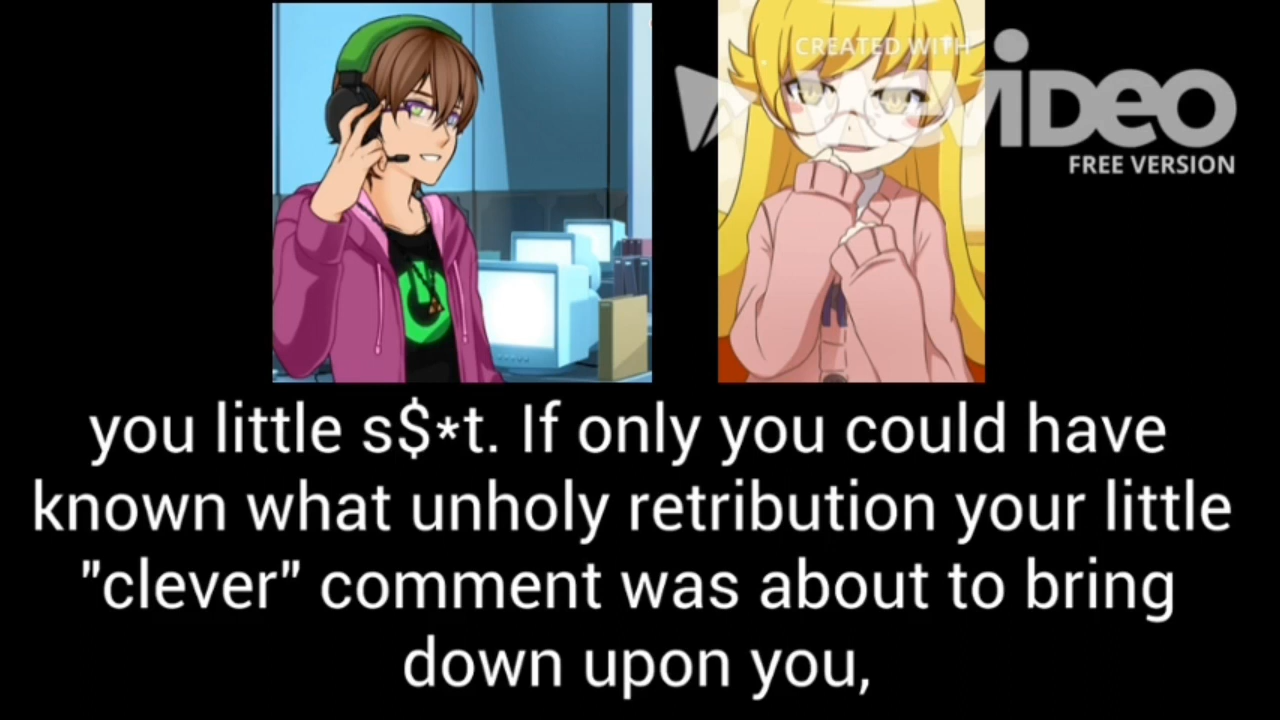 CREATED WITH
WeViDEO
FREE VERSION
you little s$*t. If only you could have
known what unholy retribution your little
"clever" comment was about to bring
down upon you,